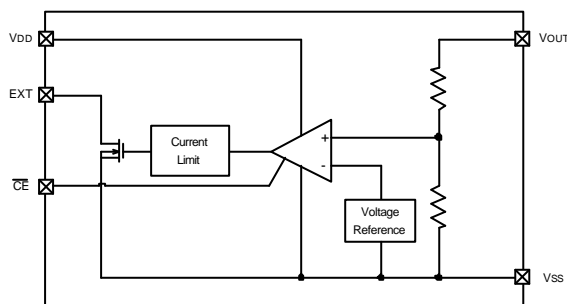 VDD
VOUT
EXT
Current
Limit
+
-
CE
Voltage
Reference
VSS